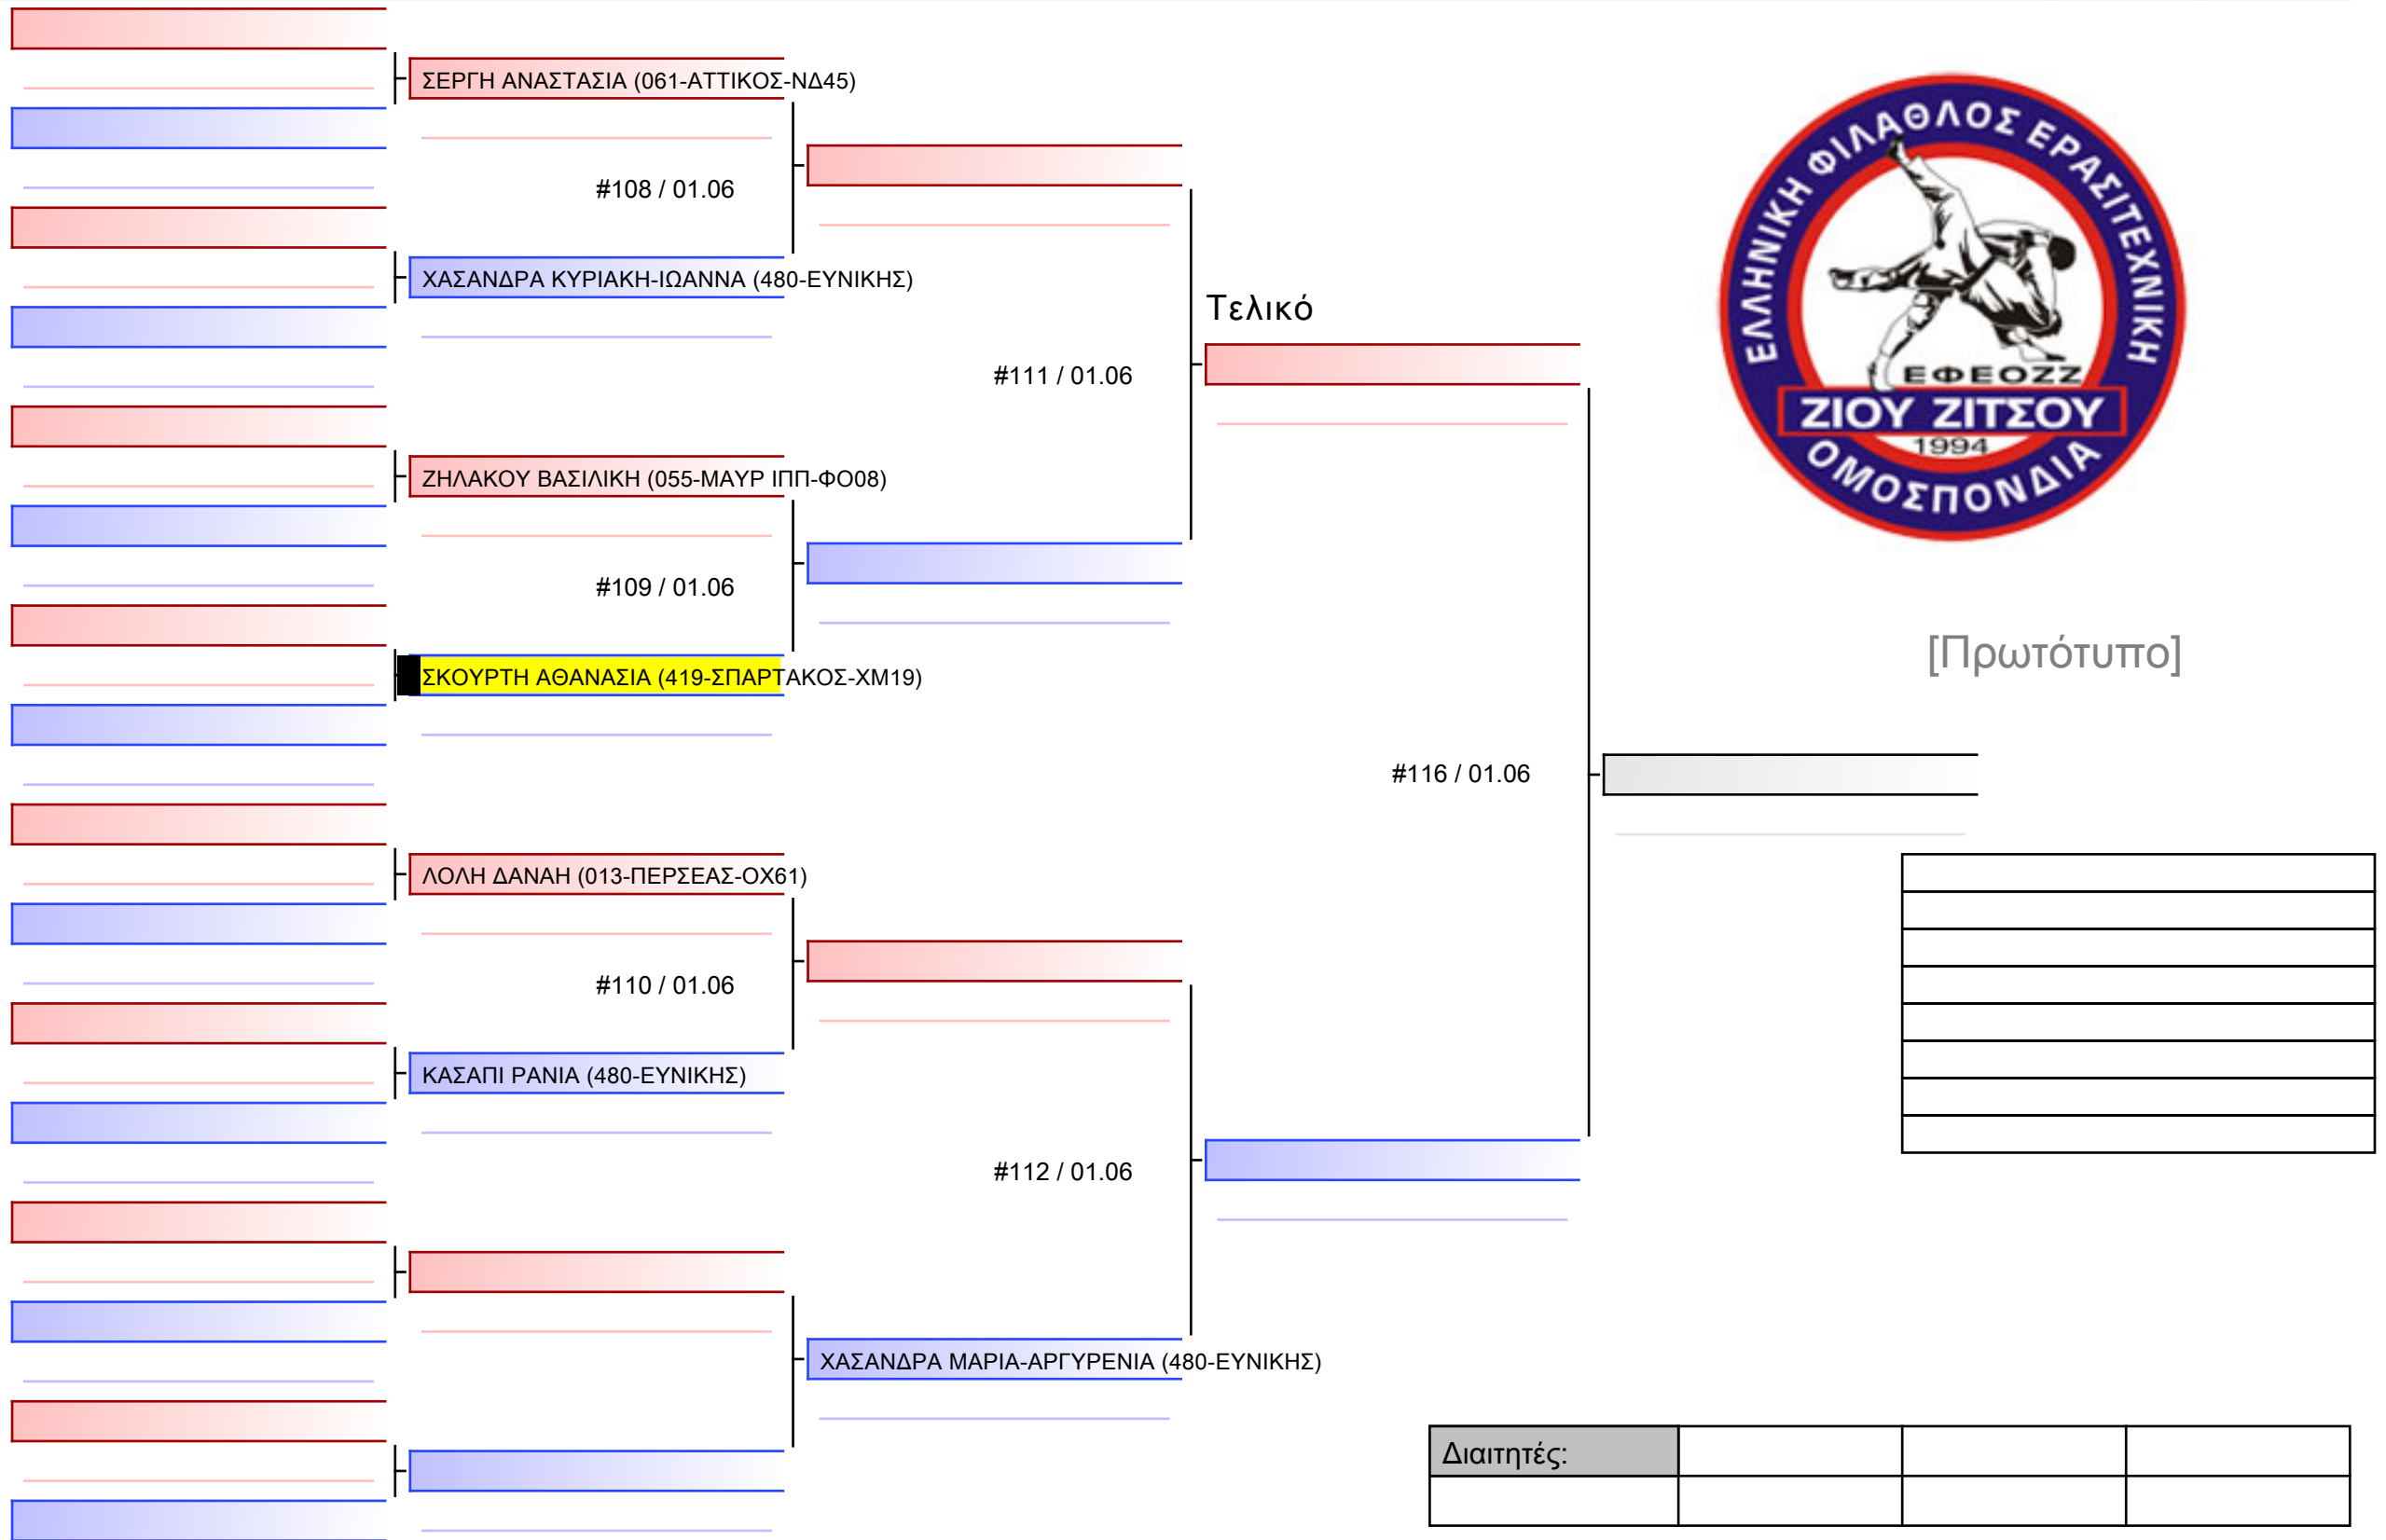 ΣΕΡΓΗ ΑΝΑΣΤΑΣΙΑ (061-ΑΤΤΙΚΟΣ-ΝΔ45)
#108 / 01.06
ΧΑΣΑΝΔΡΑ ΚΥΡΙΑΚΗ-ΙΩΑΝΝΑ (480-ΕΥΝΙΚΗΣ)
#111 / 01.06
ΖΗΛΑΚΟΥ ΒΑΣΙΛΙΚΗ (055-ΜΑΥΡ ΙΠΠ-ΦΟ08)
#109 / 01.06
ΣΚΟΥΡΤΗ ΑΘΑΝΑΣΙΑ (419-ΣΠΑΡΤΑΚΟΣ-ΧΜ19)
Τελικό
#116 / 01.06
ΛΟΛΗ ΔΑΝΑΗ (013-ΠΕΡΣΕΑΣ-ΟΧ61)
#110 / 01.06
ΚΑΣΑΠΙ ΡΑΝΙΑ (480-ΕΥΝΙΚΗΣ)
#112 / 01.06
ΧΑΣΑΝΔΡΑ ΜΑΡΙΑ-ΑΡΓΥΡΕΝΙΑ (480-ΕΥΝΙΚΗΣ)
ΕΛΛΗΝΙΚΗ ΦΙΛΑΘΛΟΣ ΕΡΑΣΙΤΕΧΝΙΚΗ
ΕΦΕΟΖΖ
ΖΙΟΥ ΖΙΤΣΟΥ
1994
ΟΜΟΣΠΟΝΔΙΑ
[Πρωτότυπο]
Διαιτητές: